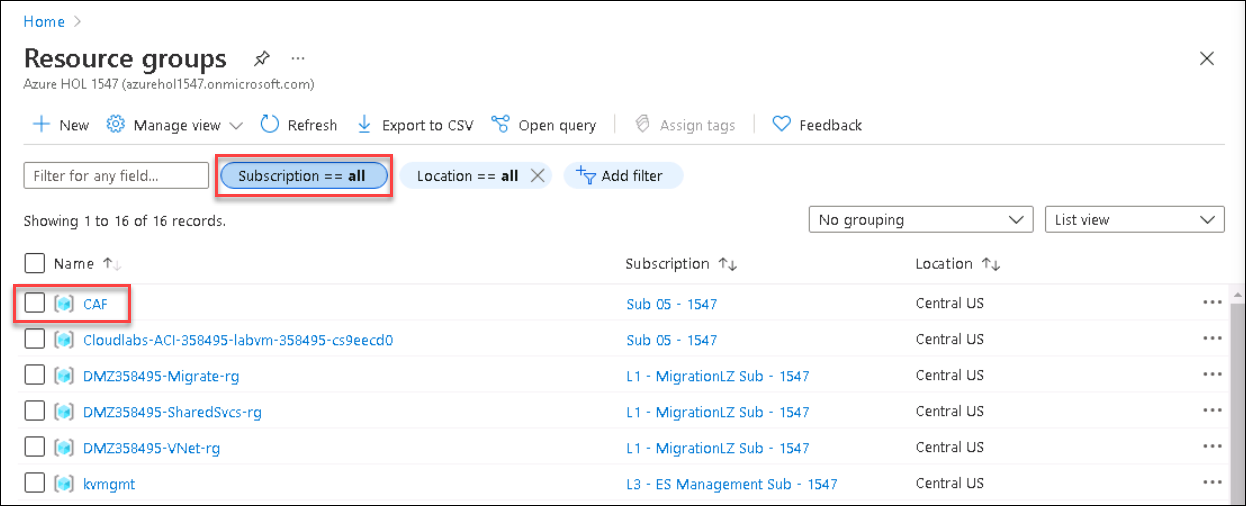 Home
Resource groups
Azure HOL 1547 (azurehol1547.onmicrosoft.com)
New Manage view Refresh Export to CSV Open query Assign tags Feedback
Filter for any field... Subscription == all Location == all Add filter
Showing 1 to 16 of 16 records. No grouping List view
Name Subscription Location
CAF Sub 05 - 1547 Central US
Cloudlabs-ACI-358495-labvm-358495-cs9eecd0 Sub 05 - 1547 Central US
DMZ358495-Migrate-rg L1 - MigrationLZ Sub - 1547 Central US
DMZ358495-SharedSvcs-rg L1 - MigrationLZ Sub - 1547 Central US
DMZ358495-VNet-rg L1 - MigrationLZ Sub - 1547 Central US
kvmgmt L3 - ES Management Sub - 1547 Central US